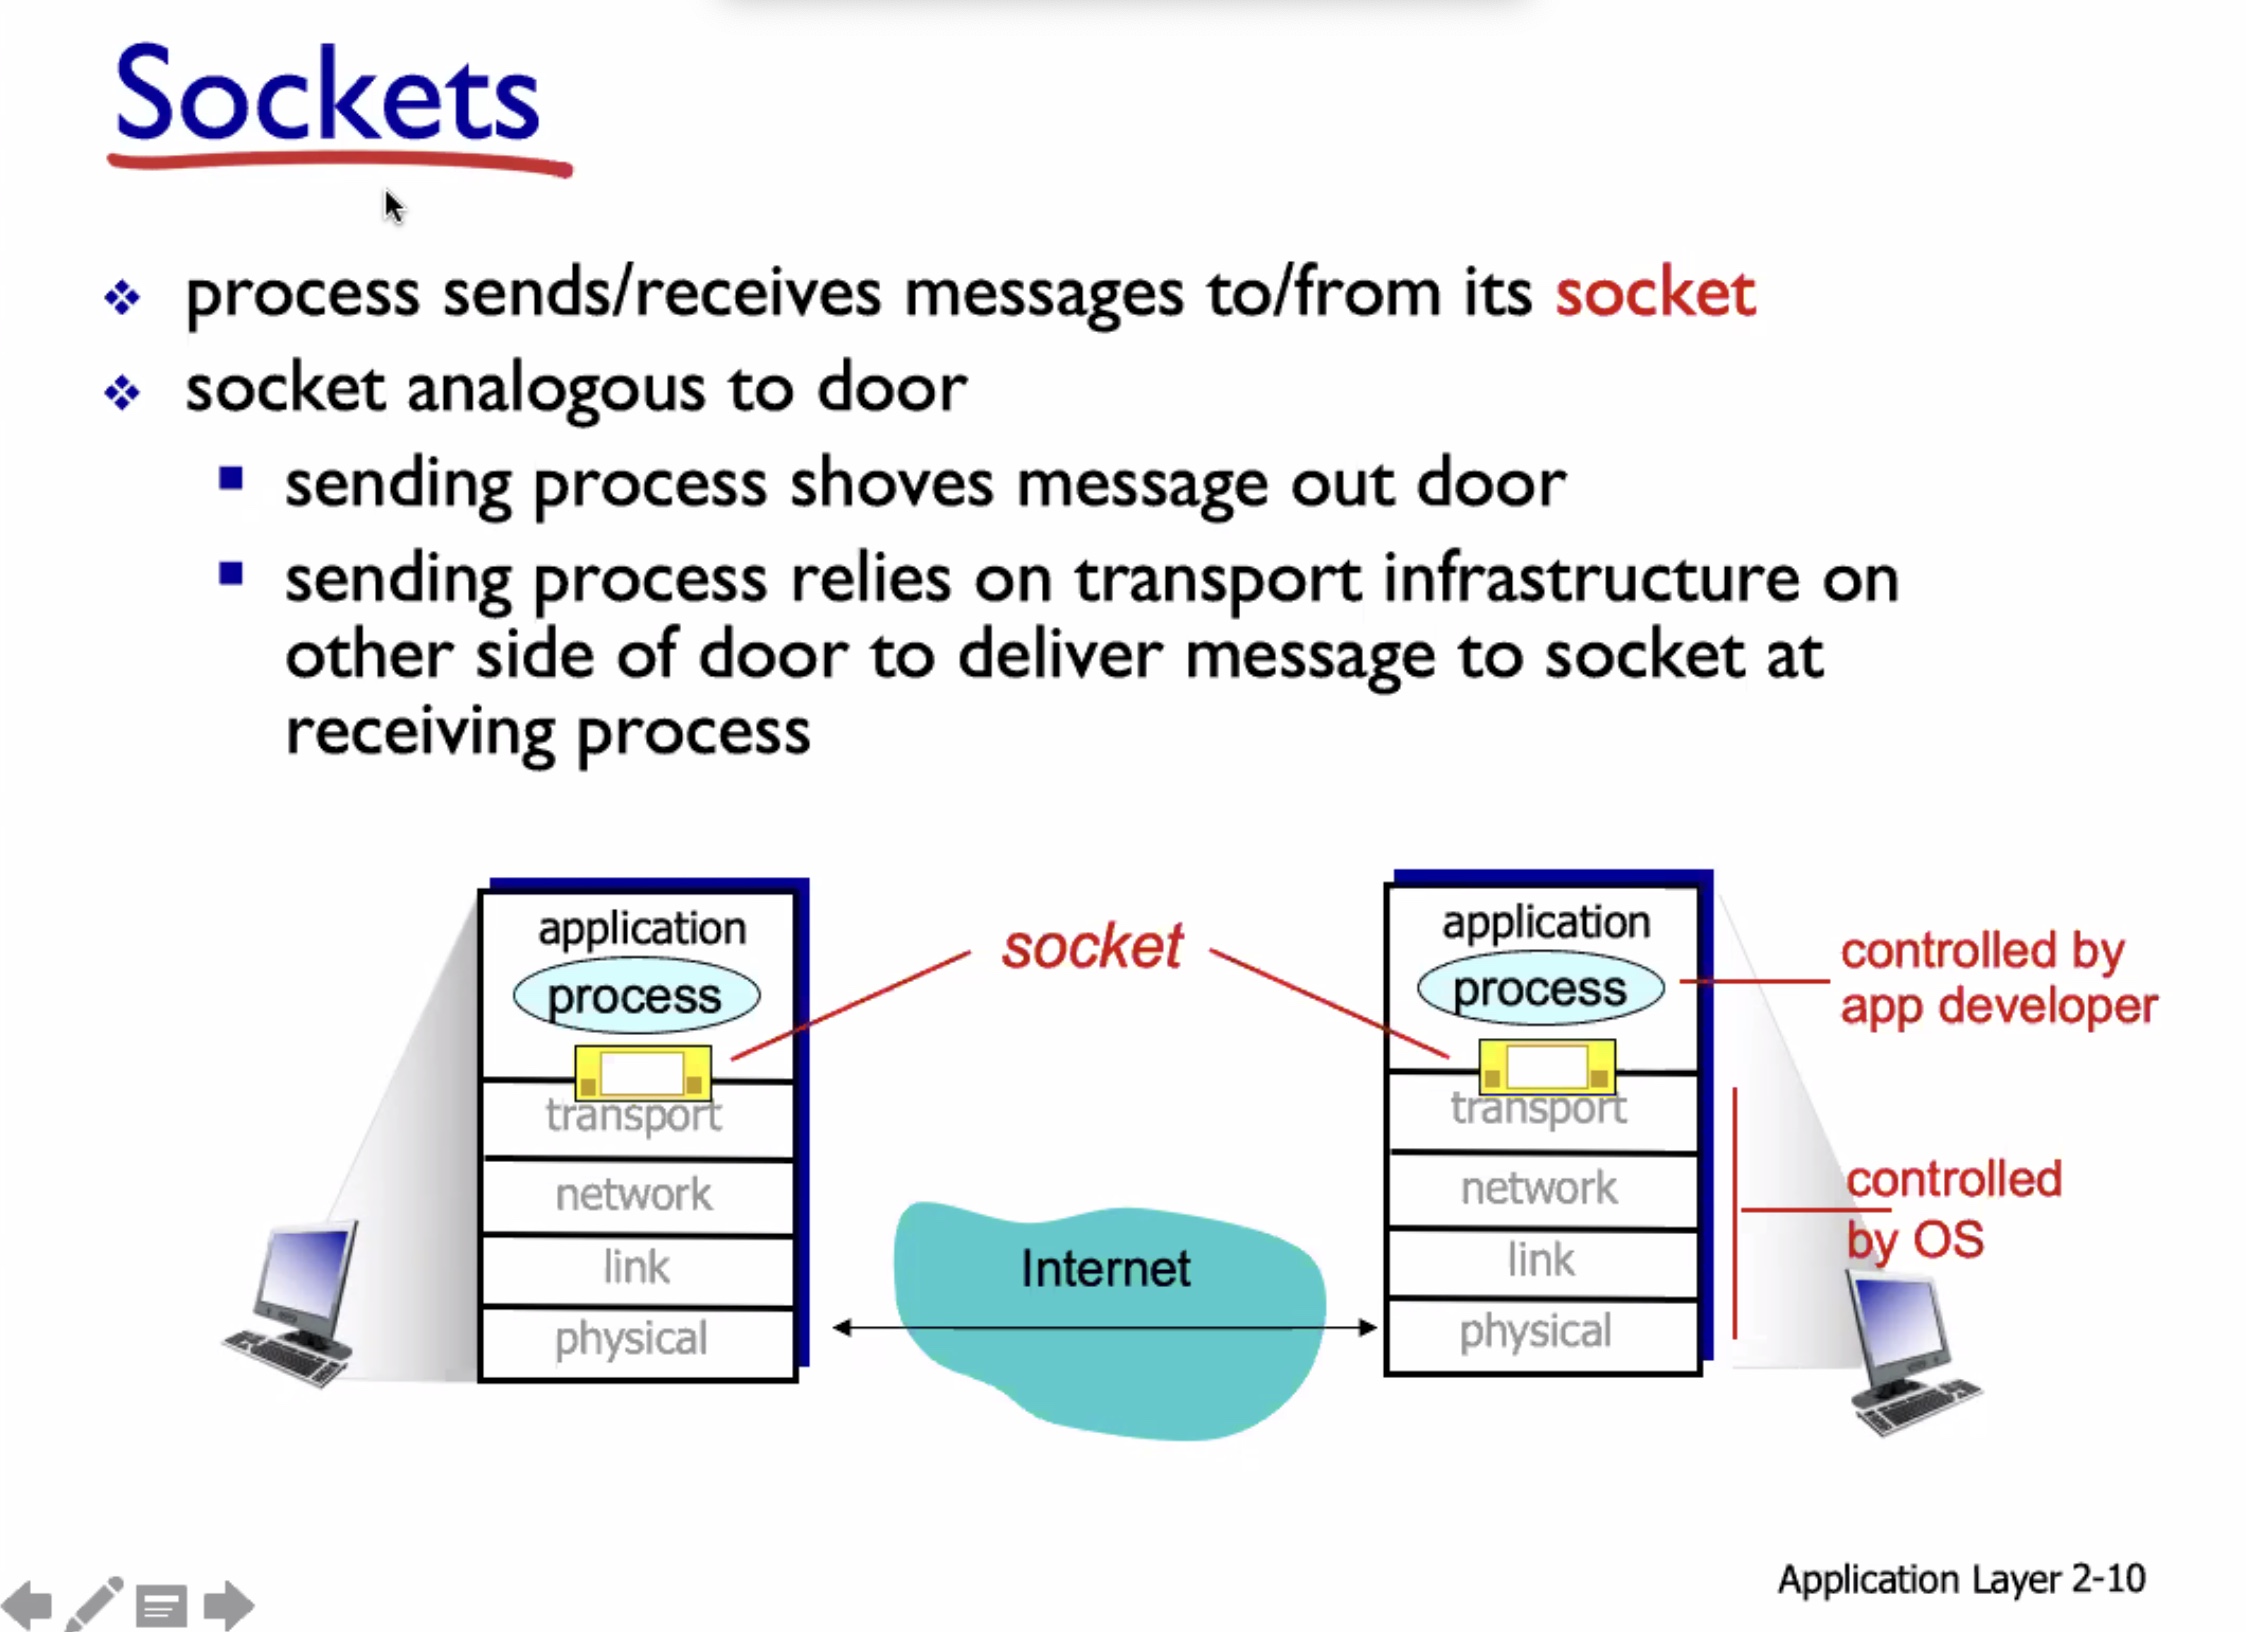 Sockets
process sends/receives messages to/from its socket
socket analogous to door
sending process shoves message out door
sending process relies on transport infrastructure on
other side of door to deliver message to socket at
receiving process
application
process
transport
network
link
physical
socket
Internet
application
process
transport
network
link
physical
controlled by
app developer
controlled
by OS
Application Layer 2-10